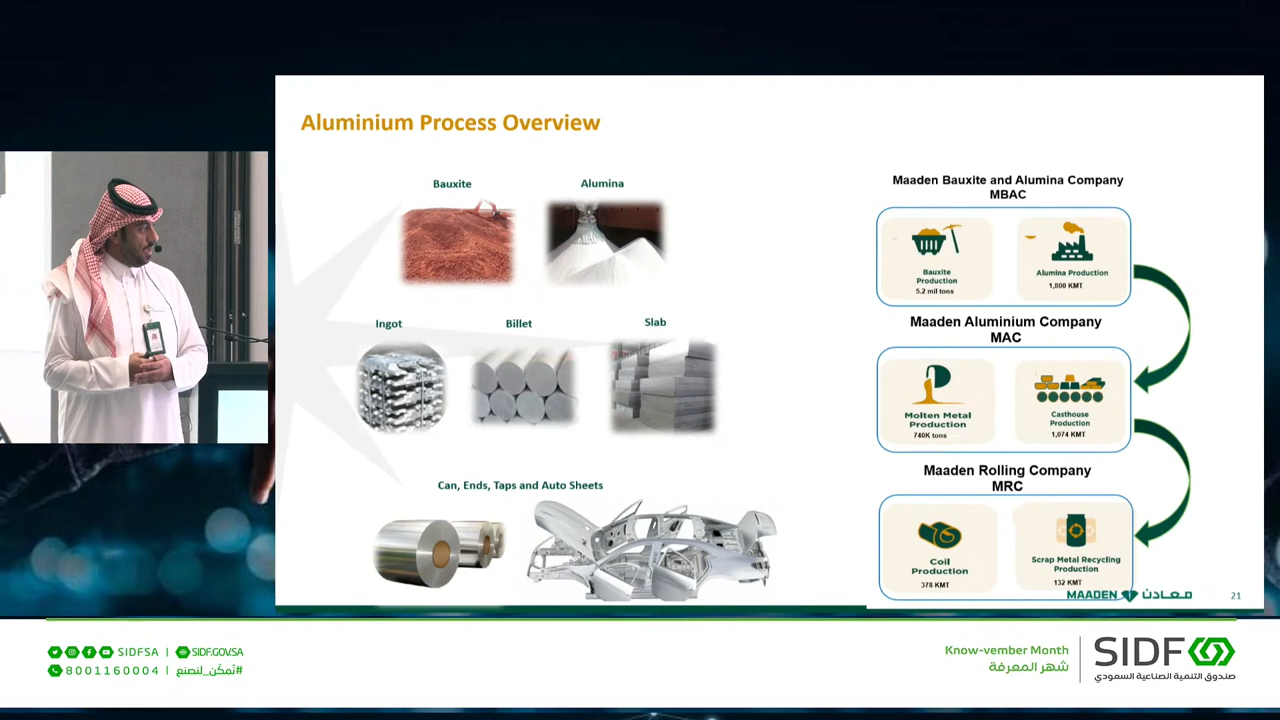 Aluminium Process Overview
Bauxite
Alumina
Ingot
Billet
Slab
Can, Ends, Taps and Auto Sheets
Maaden Bauxite and Alumina Company
MBAC
Bauxite
Production
5.2 mil tons
Alumina Production
1,800 KMT
Maaden Aluminium Company
MAC
Molten Metal
Production
740K tons
Casthouse
Production
1,074 KMT
Maaden Rolling Company
MRC
Coil
Production
378 KMT
Scrap Metal Recycling
Production
132 KMT
MAADEN معادن
21
SIDFSA | SIDF.GOV.SA
8001160004 | #نُمكّن_لنصنع
Know-vember Month
شهر المعرفة
SIDF
صندوق التنمية الصناعية السعودي